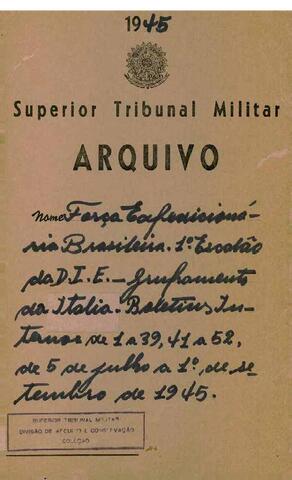 1945
Superior Tribunal Militar
ARQUIVO
Nome Força Expedicioná-
ria Brasileira. 1º Escalão
da D.I.E. - Grupamento
da Italia. Boletins In-
ternos de 1 a 39, 41 a 52,
de 5 de julho a 1º de se-
tembro de 1945.
SUPERIOR TRIBUNAL MILITAR
DIVISÃO DE ARQUIVO E CONSERVAÇÃO
COLEÇÃO